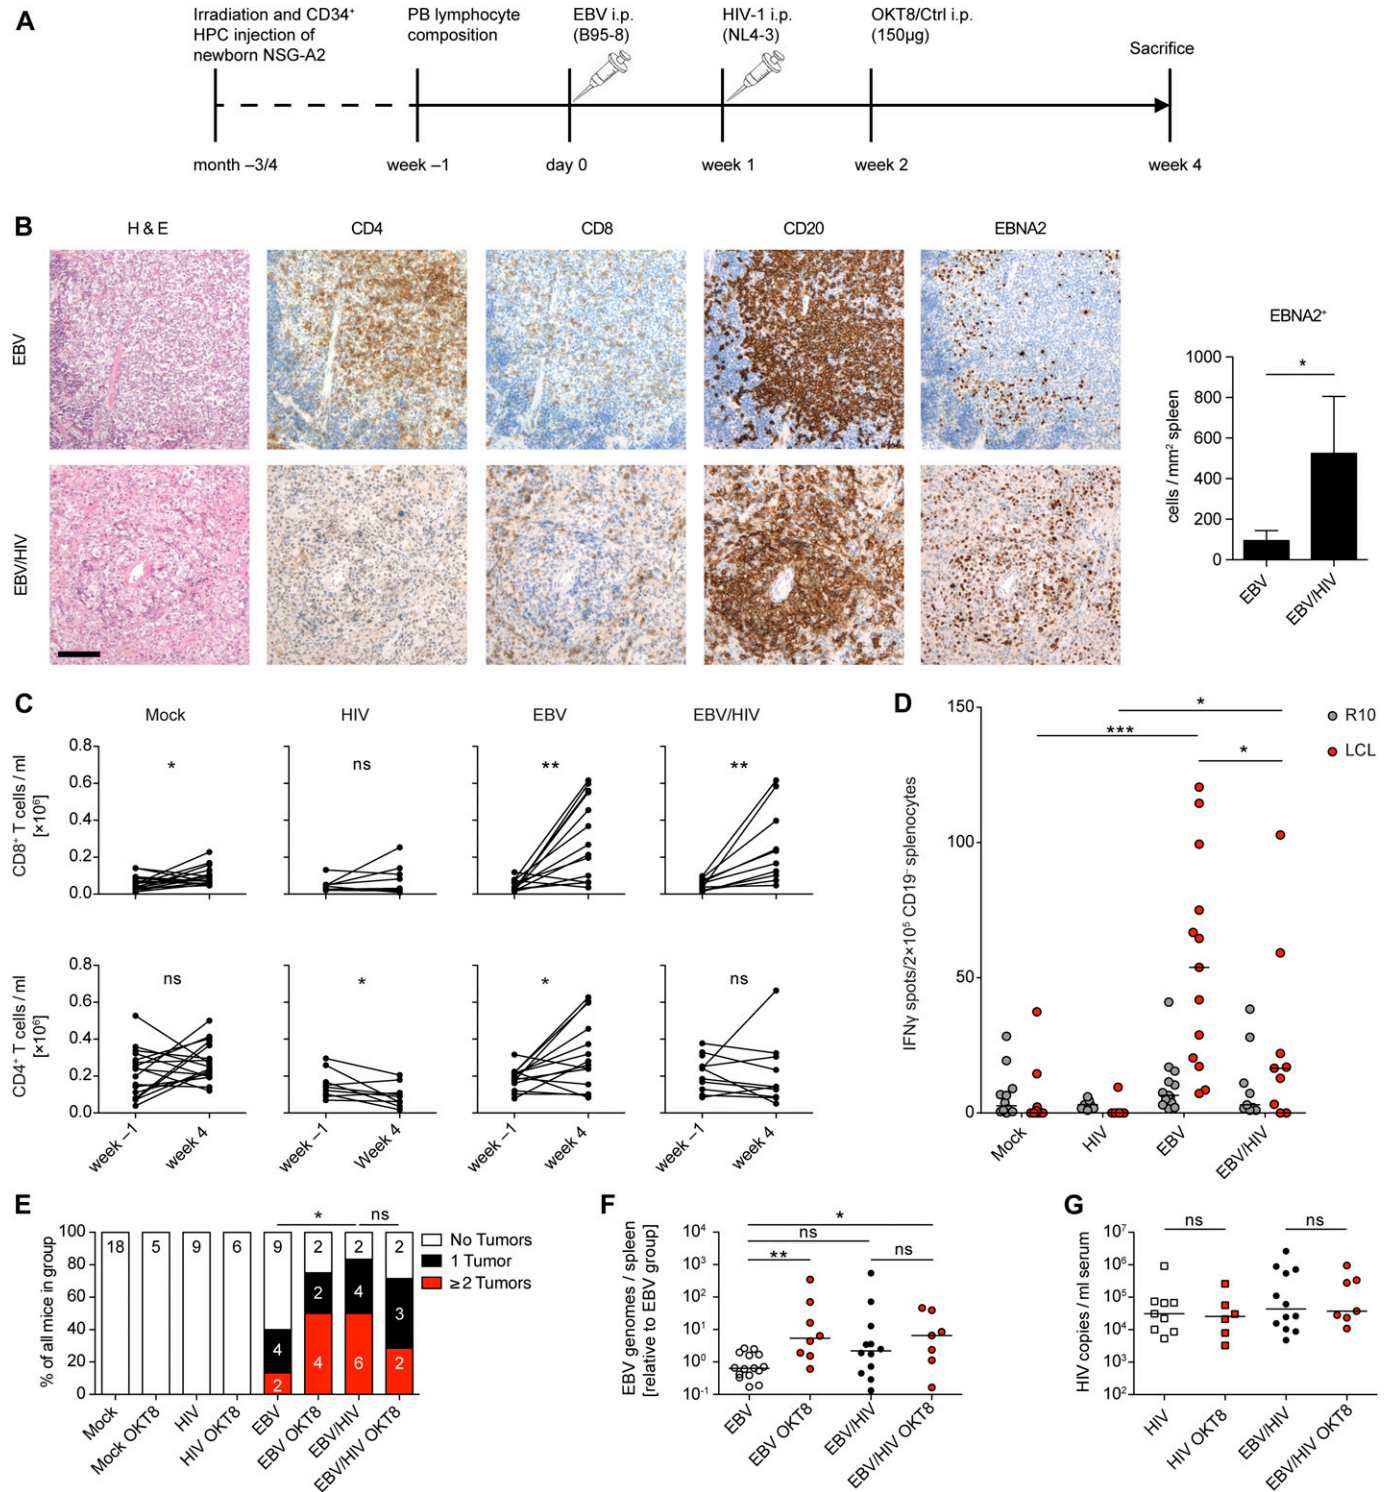 A
Irradiation and CD34⁺
HPC injection of
newborn NSG-A2
PB lymphocyte
composition
EBV i.p.
(B95-8)
HIV-1 i.p.
(NL4-3)
OKT8/Ctrl i.p.
(150µg)
Sacrifice
month –3/4
week –1
day 0
week 1
week 2
week 4
B
H & E
CD4
CD8
CD20
EBNA2
EBV
EBV/HIV
EBNA2⁺
cells / mm² spleen
1000
800
600
400
200
0
*
EBV
EBV/HIV
C
Mock
HIV
EBV
EBV/HIV
CD8⁺ T cells / ml
[×10⁶]
0.8
0.6
0.4
0.2
0.0
*
ns
**
**
CD4⁺ T cells / ml
[×10⁶]
0.8
0.6
0.4
0.2
0.0
ns
*
*
ns
week –1
week 4
week –1
Week 4
week –1
week 4
week –1
week 4
D
IFNγ spots/2×10⁵ CD19⁻ splenocytes
150
100
50
0
*
***
*
R10
LCL
Mock
HIV
EBV
EBV/HIV
E
% of all mice in group
100
80
60
40
20
0
*
ns
18
5
9
6
9
4
2
2
2
4
2
4
6
2
3
2
No Tumors
1 Tumor
≥2 Tumors
Mock
Mock OKT8
HIV
HIV OKT8
EBV
EBV OKT8
EBV/HIV
EBV/HIV OKT8
F
EBV genomes / spleen
[relative to EBV group]
10⁴
10³
10²
10¹
10⁰
10⁻¹
*
ns
**
ns
EBV
EBV OKT8
EBV/HIV
EBV/HIV OKT8
G
HIV copies / ml serum
10⁷
10⁶
10⁵
10⁴
10³
10²
ns
ns
HIV
HIV OKT8
EBV/HIV
EBV/HIV OKT8